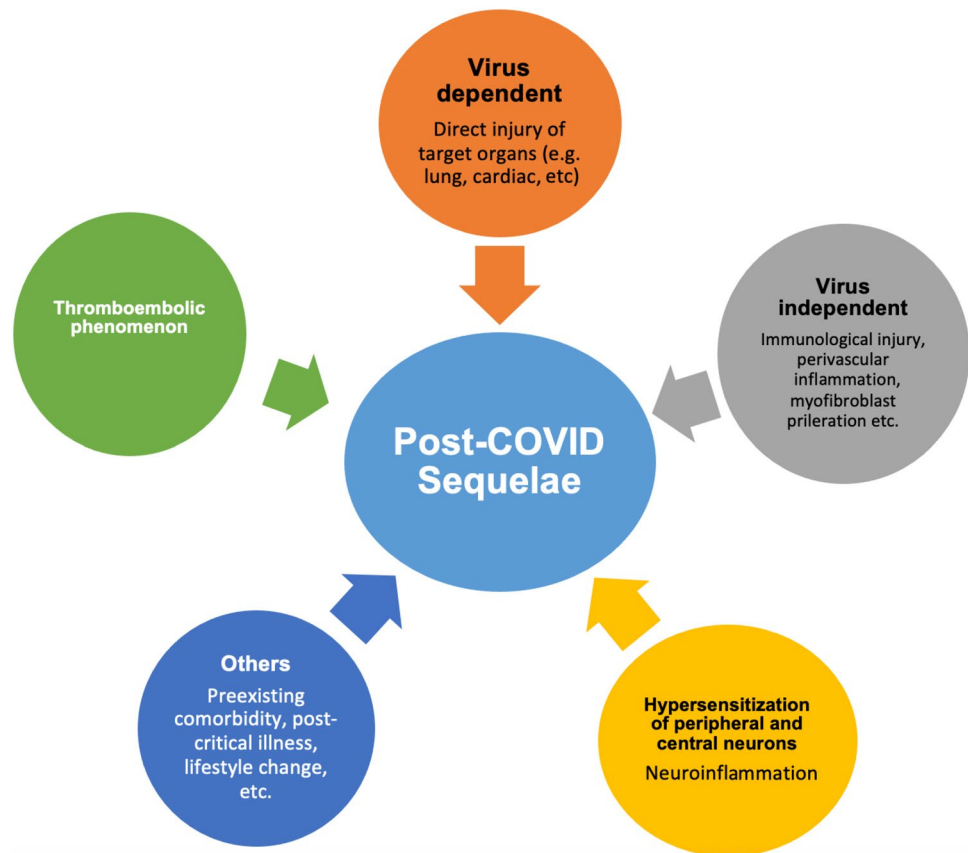 Virus
dependent
Direct injury of
target organs (e.g.
lung, cardiac, etc)
Thromboembolic
phenomenon
Virus
independent
Immunological injury,
perivascular
inflammation,
myofibroblast
prileration etc.
Post-COVID
Sequelae
Others
Preexisting
comorbidity, post-
critical illness,
lifestyle change,
etc.
Hypersensitization
of peripheral and
central neurons
Neuroinflammation